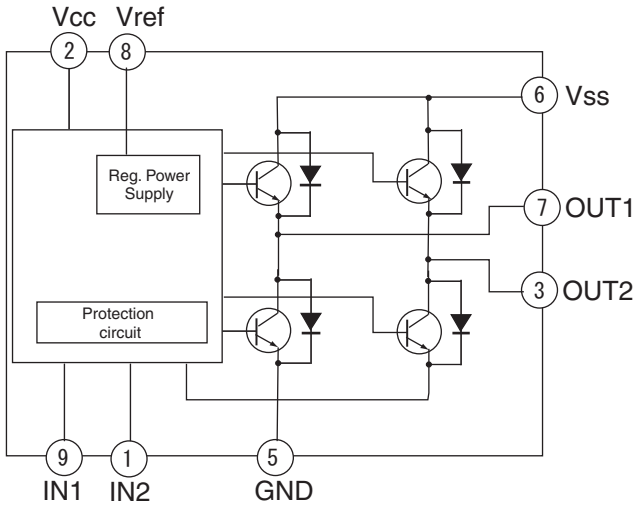 Vcc Vref
2 8
6 Vss
Reg. Power
Supply
7 OUT1
3 OUT2
Protection
circuit
9 1 5
IN1 IN2 GND